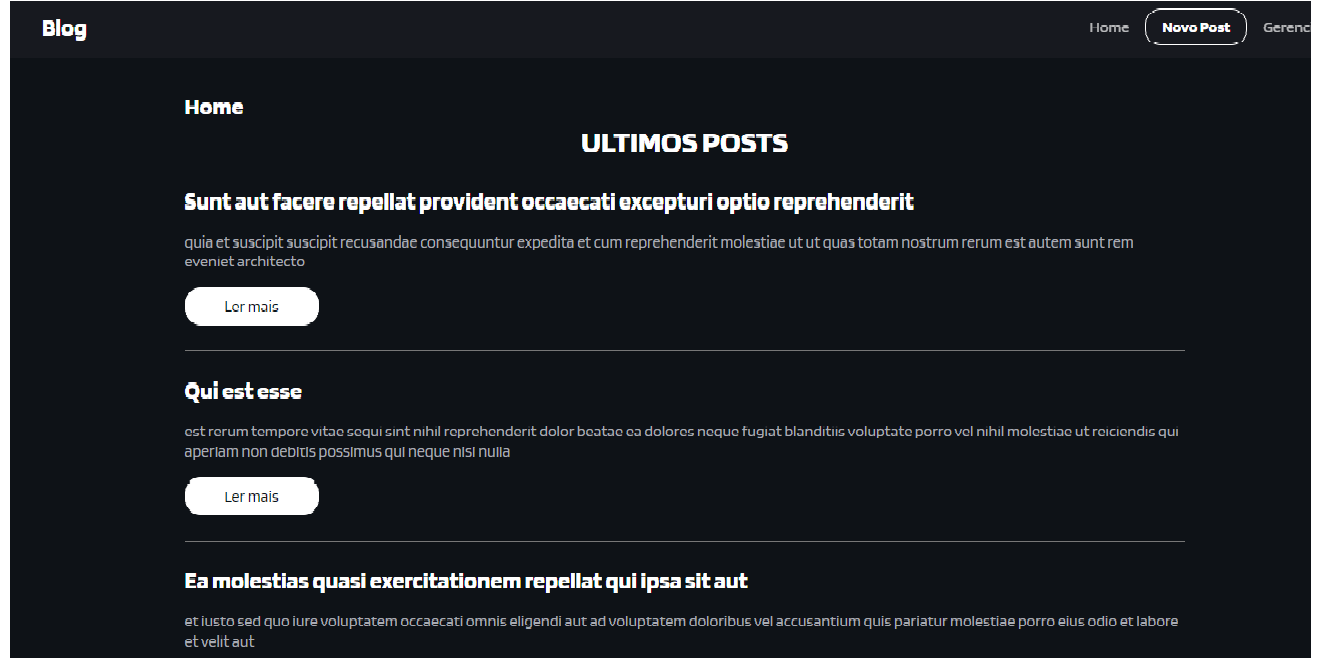 Blog
Home
Novo Post
Home
ULTIMOS POSTS
Sunt aut facere repellat provident occaecati excepturi optio reprehenderit
quia et suscipit suscipit recusandae consequuntur expedita et cum reprehenderit molestiae ut ut quas totam nostrum rerum est autem sunt rem
eveniet architecto
Ler mais
Qui est esse
est rerum tempore vitae sequi sint nihil reprehenderit dolor beatae ea dolores neque fugiat blanditiis voluptate porro vel nihil molestiae ut reiciendis qui
aperiam non debitis possimus qui neque nisi nulla
Ler mais
Ea molestias quasi exercitationem repellat qui ipsa sit aut
et iusto sed quo iure voluptatem occaecati omnis eligendi aut ad voluptatem doloribus vel accusantium quis pariatur molestiae porro eius odio et labore
et velit aut